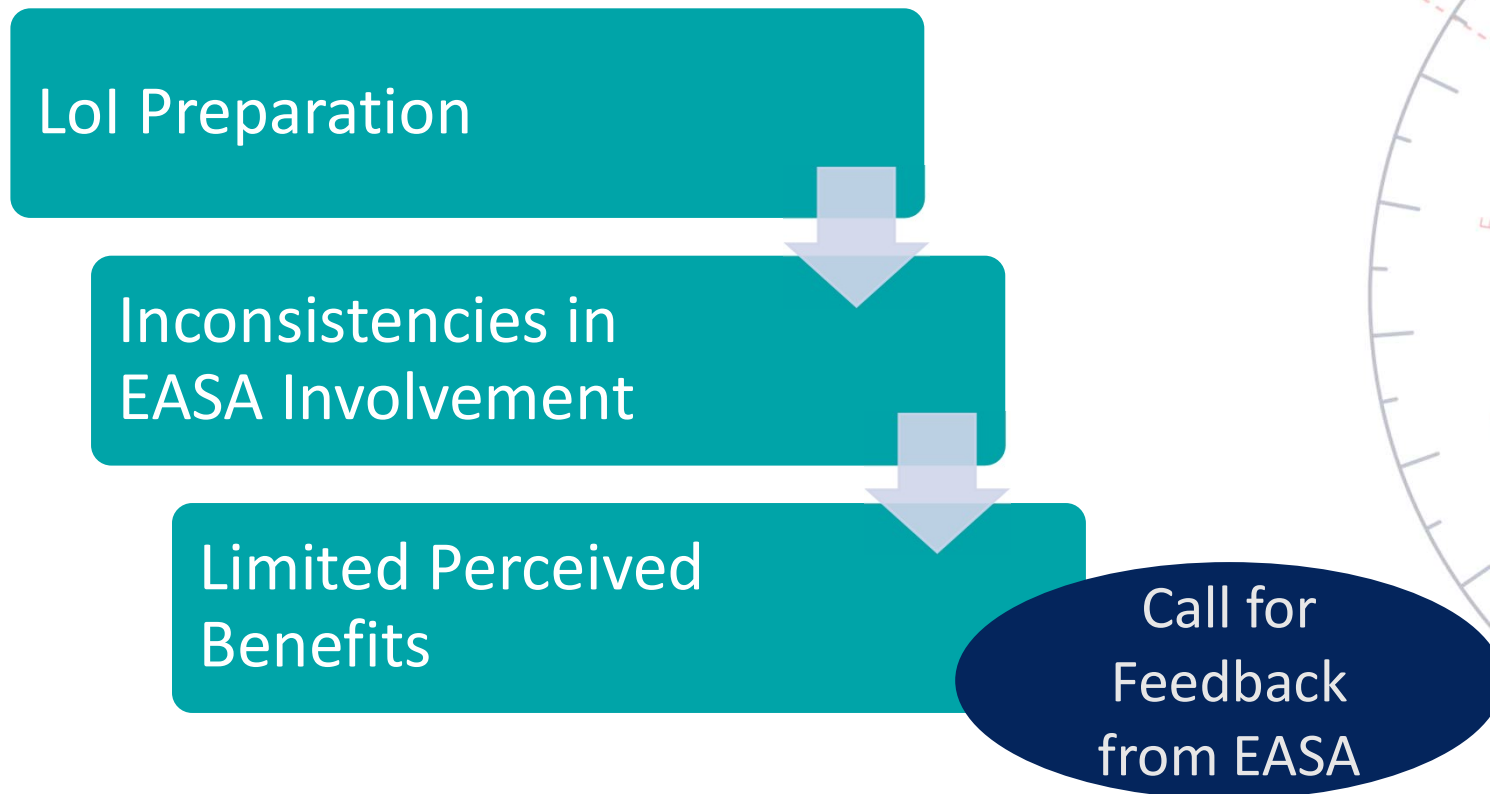 LoI Preparation
Inconsistencies in
EASA Involvement
Limited Perceived
Benefits
Call for
Feedback
from EASA